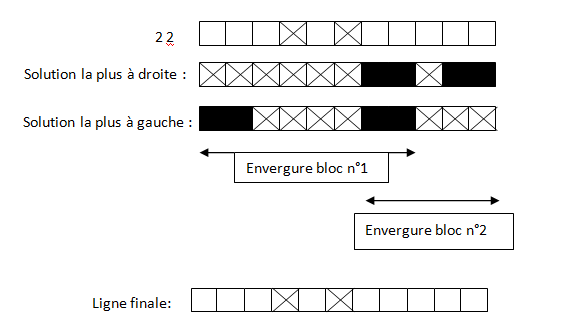 2 2
Solution la plus à droite :
Solution la plus à gauche :
Envergure bloc n°1
Envergure bloc n°2
Ligne finale: